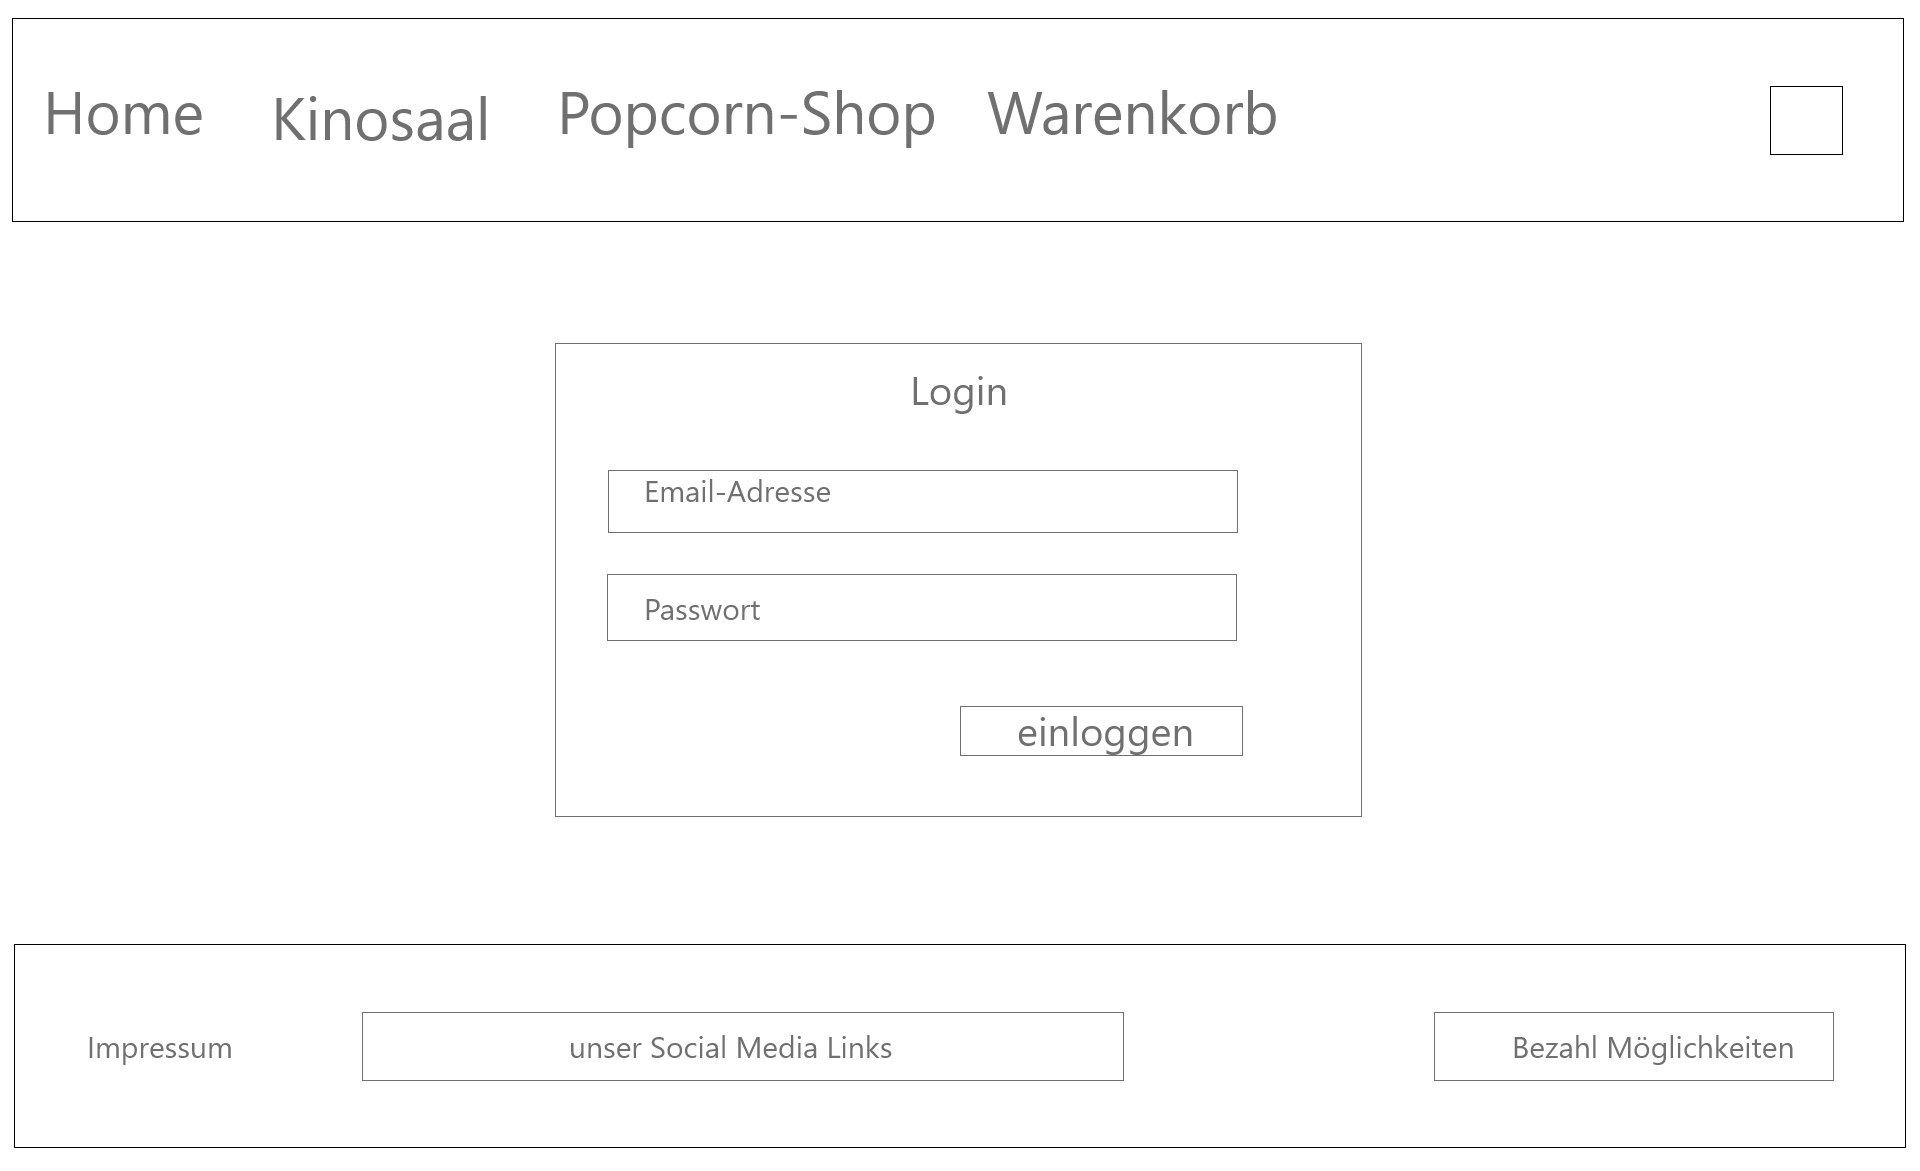 Home Kinosaal Popcorn-Shop Warenkorb
Login
Email-Adresse
Passwort
einloggen
Impressum unser Social Media Links Bezahl Möglichkeiten